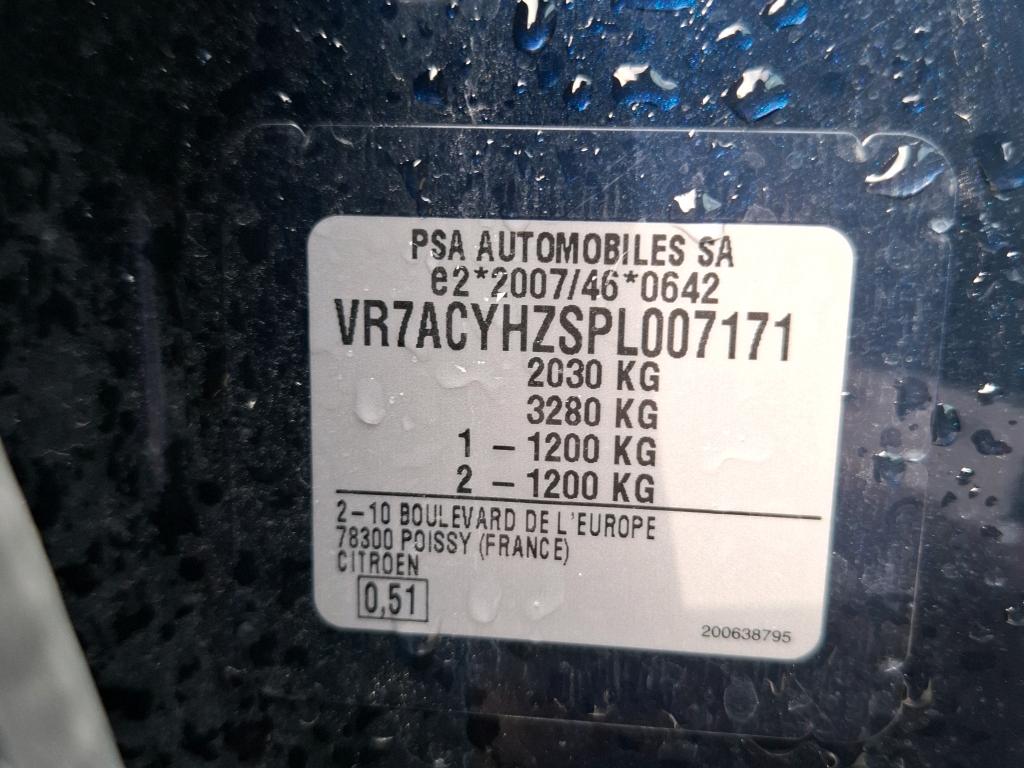 PSA AUTOMOBILES SA
e2*2007/46*0642
VR7ACYHZSPL007171
2030 KG
3280 KG
1 - 1200 KG
2 - 1200 KG
2-10 BOULEVARD DE L'EUROPE
78300 POISSY (FRANCE)
CITROEN
0,51
200638795